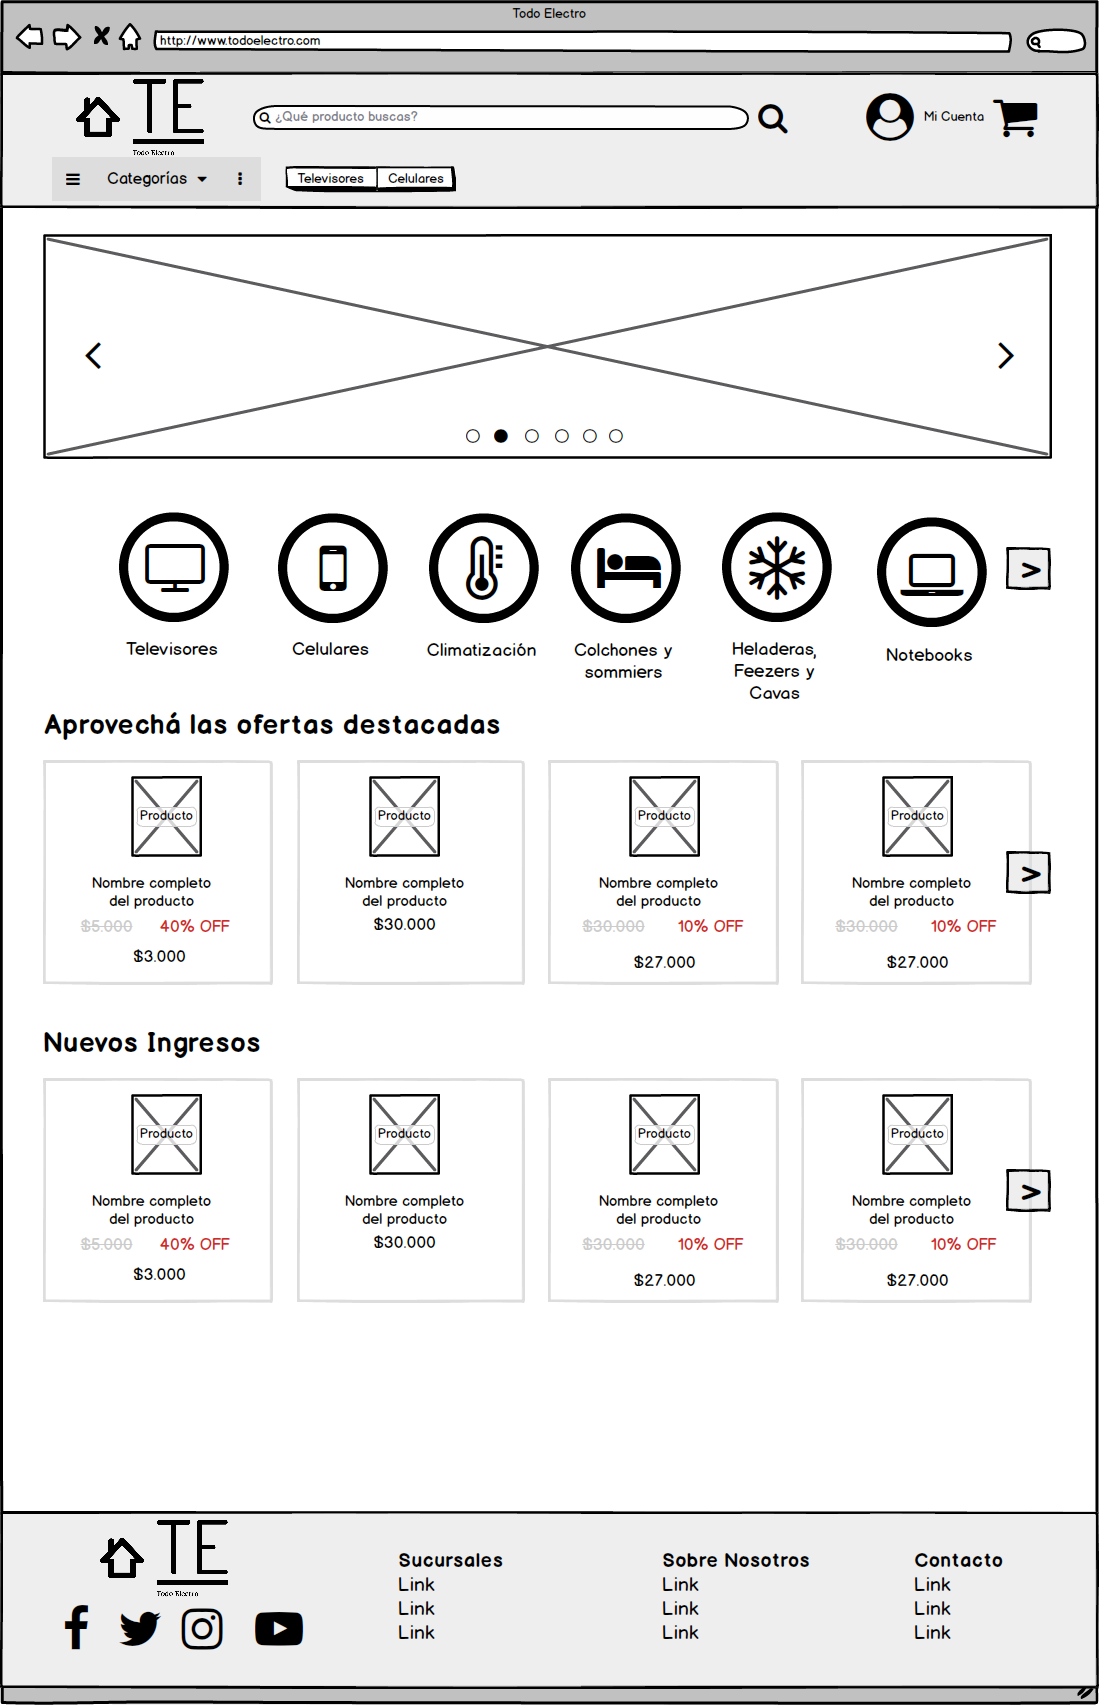 Todo Electro
http://www.todoelectro.com
TE
Todo Electro
¿Qué producto buscas?
Mi Cuenta
Categorías
Televisores
Celulares
Televisores
Celulares
Climatización
Colchones y
sommiers
Heladeras,
Feezers y
Cavas
Notebooks
>
Aprovechá las ofertas destacadas
Producto
Nombre completo
del producto
$5.000 40% OFF
$3.000
Producto
Nombre completo
del producto
$30.000
Producto
Nombre completo
del producto
$30.000 10% OFF
$27.000
Producto
Nombre completo
del producto
$30.000 10% OFF
$27.000
>
Nuevos Ingresos
Producto
Nombre completo
del producto
$5.000 40% OFF
$3.000
Producto
Nombre completo
del producto
$30.000
Producto
Nombre completo
del producto
$30.000 10% OFF
$27.000
Producto
Nombre completo
del producto
$30.000 10% OFF
$27.000
>
TE
Todo Electro
Sucursales
Link
Link
Link
Sobre Nosotros
Link
Link
Link
Contacto
Link
Link
Link